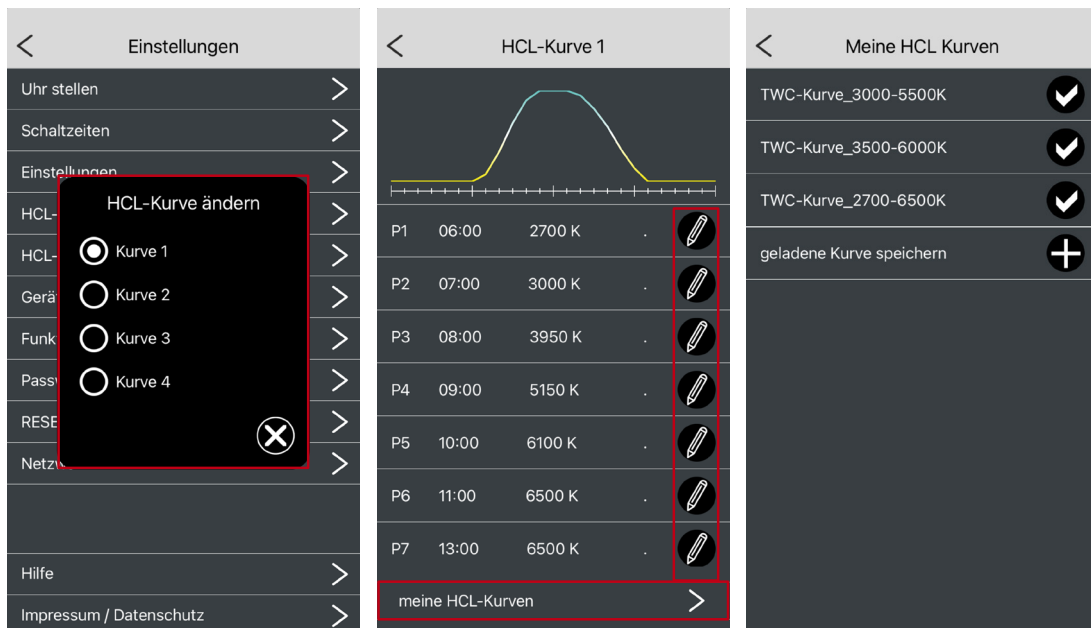 Einstellungen
Uhr stellen
Schaltzeiten
Einstellungen
HCL-
HCL-
Gerä
Funk
Passw
RESE
Netzw
Hilfe
Impressum / Datenschutz
HCL-Kurve ändern
Kurve 1
Kurve 2
Kurve 3
Kurve 4
HCL-Kurve 1
P1 06:00 2700 K .
P2 07:00 3000 K .
P3 08:00 3950 K .
P4 09:00 5150 K .
P5 10:00 6100 K .
P6 11:00 6500 K .
P7 13:00 6500 K .
meine HCL-Kurven
Meine HCL Kurven
TWC-Kurve_3000-5500K
TWC-Kurve_3500-6000K
TWC-Kurve_2700-6500K
geladene Kurve speichern